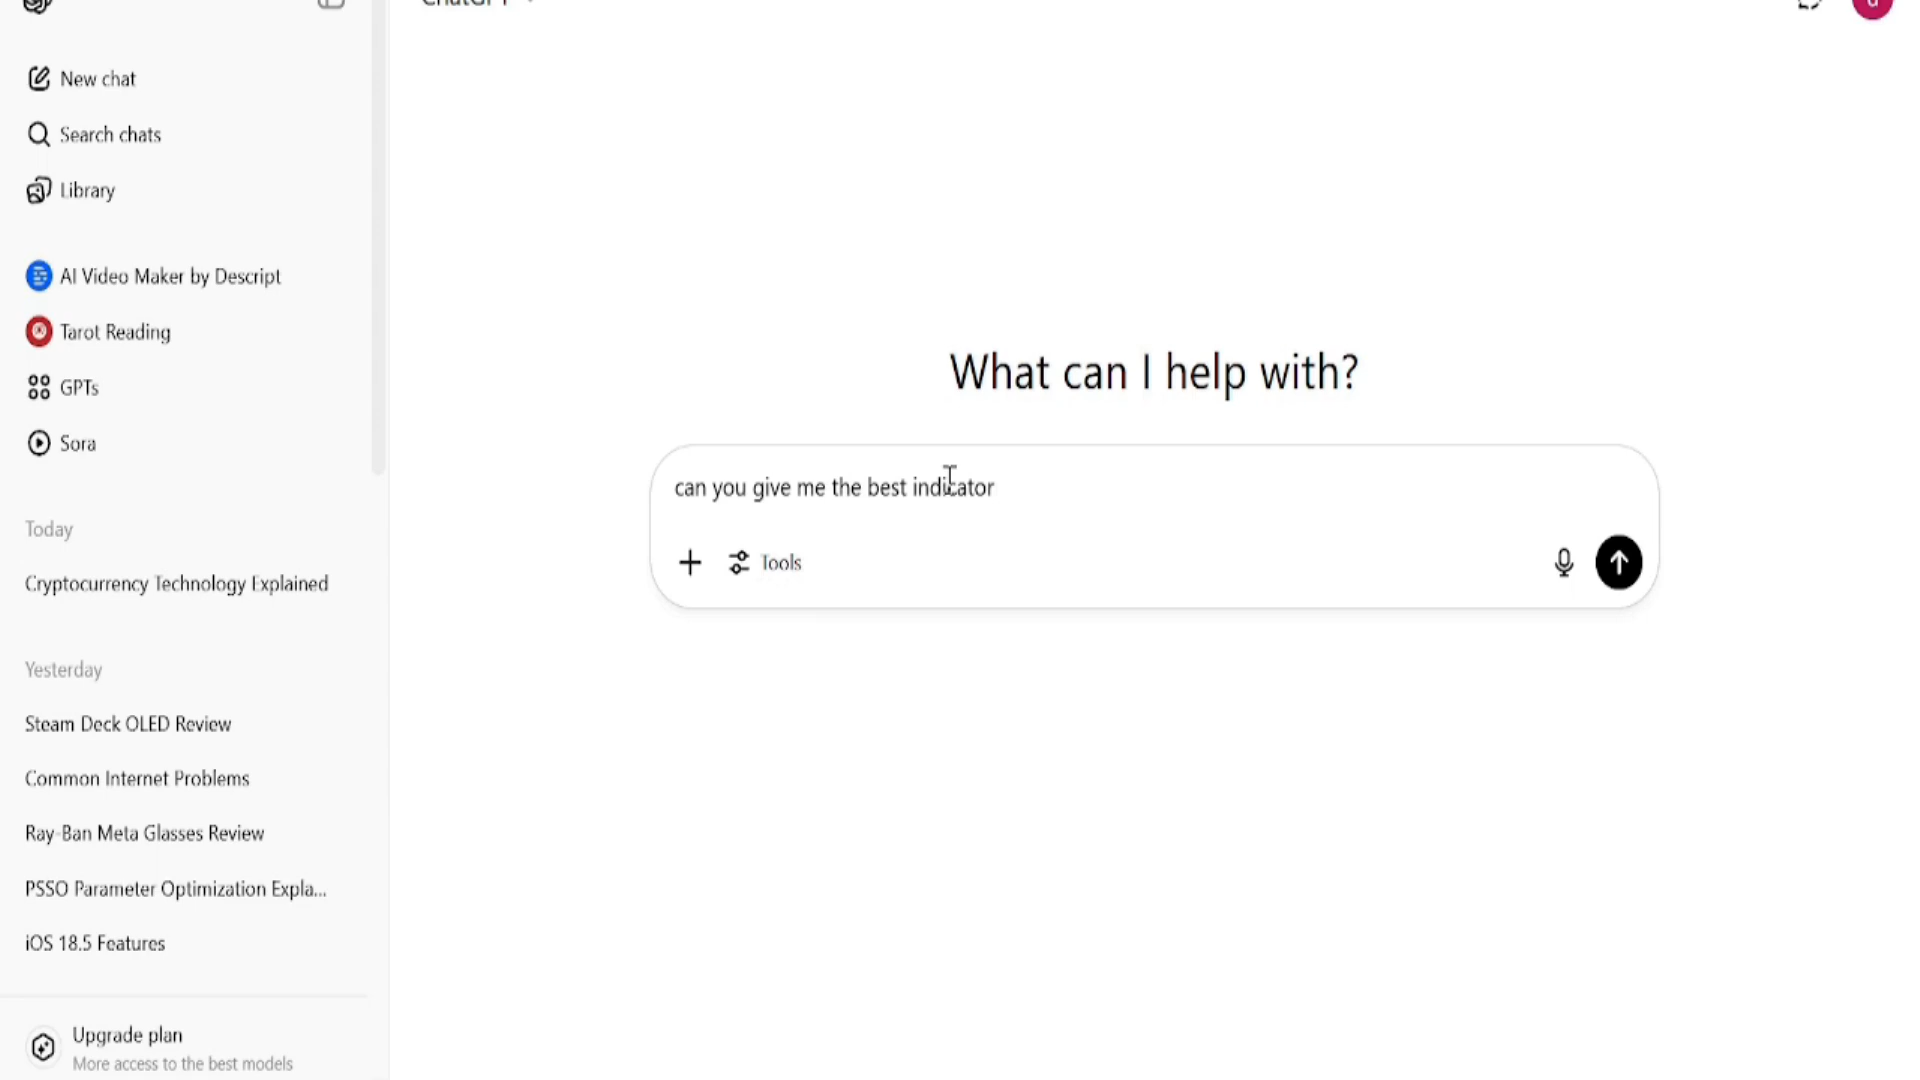 ChatGPT
New chat
Search chats
Library
AI Video Maker by Descript
Tarot Reading
GPTs
Sora
Today
Cryptocurrency Technology Explained
Yesterday
Steam Deck OLED Review
Common Internet Problems
Ray-Ban Meta Glasses Review
PSSO Parameter Optimization Expla...
iOS 18.5 Features
Upgrade plan
More access to the best models
What can I help with?
can you give me the best indicator
Tools